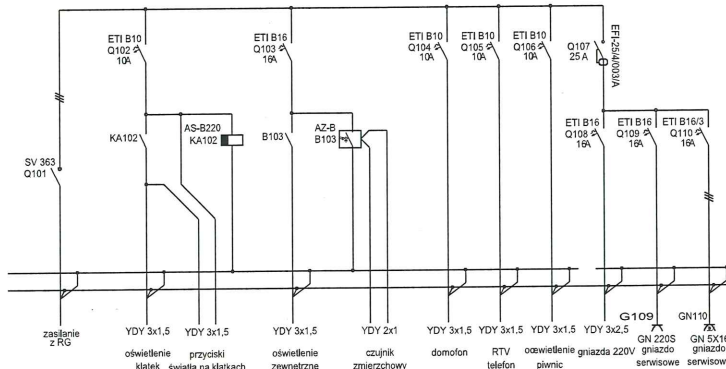 ETI B10
Q102
10A
ETI B16
Q103
16A
ETI B10
Q104
10A
ETI B10
Q105
10A
ETI B10
Q106
10A
Q107
25 A
EFI-25/4/003/A
KA102
AS-B220
KA102
B103
AZ-B
B103
ETI B16
Q108
16A
ETI B16
Q109
16A
ETI B16/3
Q110
16A
SV 363
Q101
zasilanie
z RG
YDY 3x1,5
oświetlenie
klatek
YDY 3x1,5
przyciski
światła na klatkach
YDY 3x1,5
oświetlenie
zewnętrzne
YDY 2x1
czujnik
zmierzchowy
YDY 3x1,5
domofon
YDY 3x1,5
RTV
telefon
YDY 3x1,5
oœwietlenie
piwnic
YDY 3x2,5
gniazda 220V
G109
GN 220S
gniazdo
serwisowe
GN110
GN 5X16
gniazdo
serwisowe